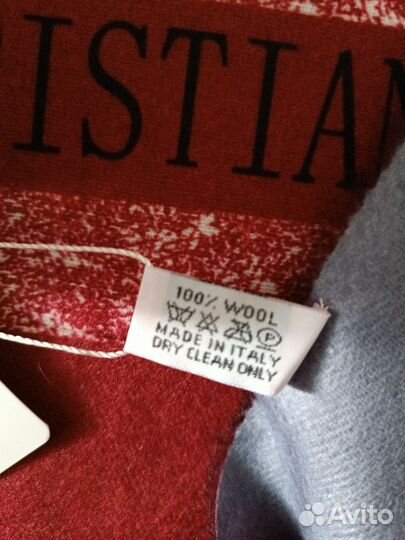 ISTIAN
100% WOOL
P
MADE IN ITALY
DRY CLEAN ONLY
Avito